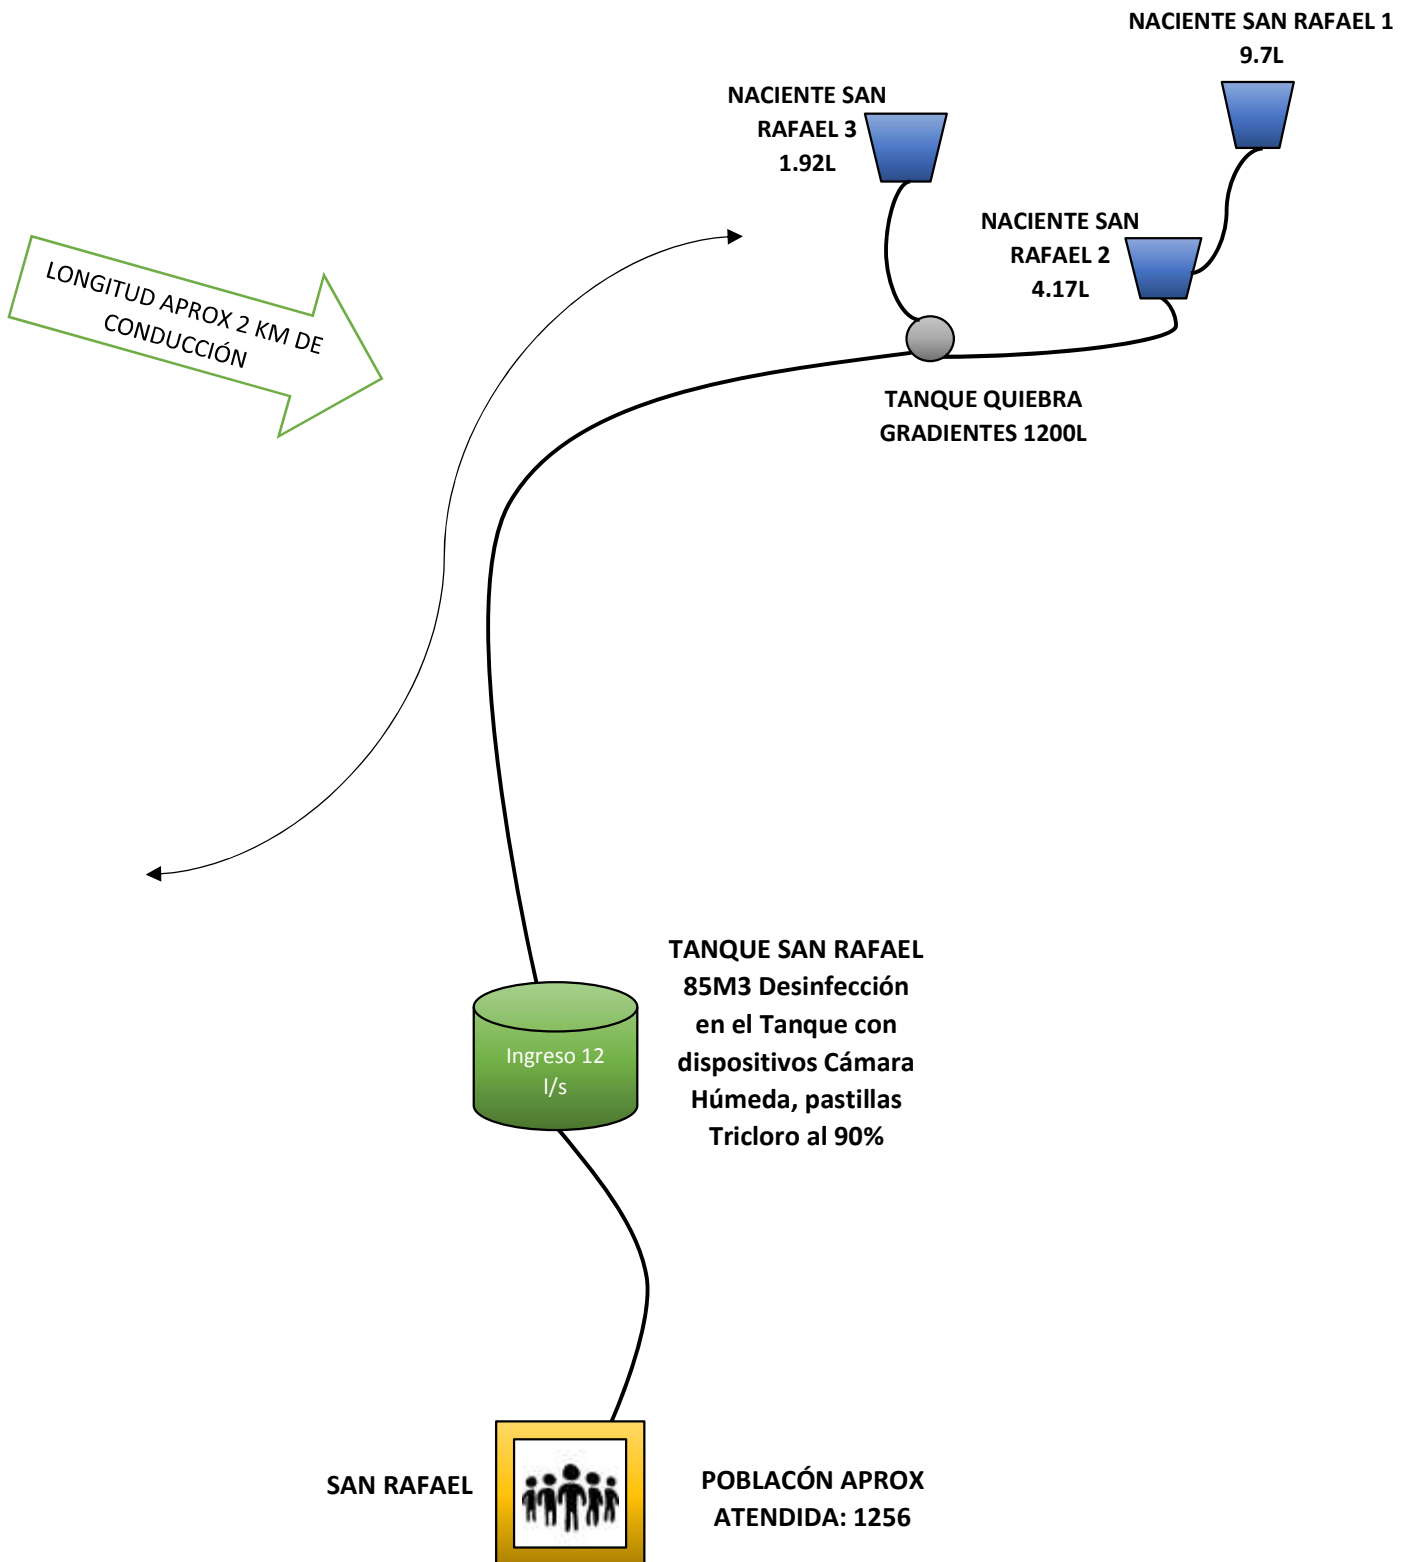 NACIENTE SAN RAFAEL 1
9.7L
NACIENTE SAN
RAFAEL 3
1.92L
NACIENTE SAN
RAFAEL 2
4.17L
LONGITUD APROX 2 KM DE
CONDUCCIÓN
TANQUE QUIEBRA
GRADIENTES 1200L
TANQUE SAN RAFAEL
85M3 Desinfección
en el Tanque con
dispositivos Cámara
Húmeda, pastillas
Tricloro al 90%
Ingreso 12
l/s
SAN RAFAEL
POBLACÓN APROX
ATENDIDA: 1256